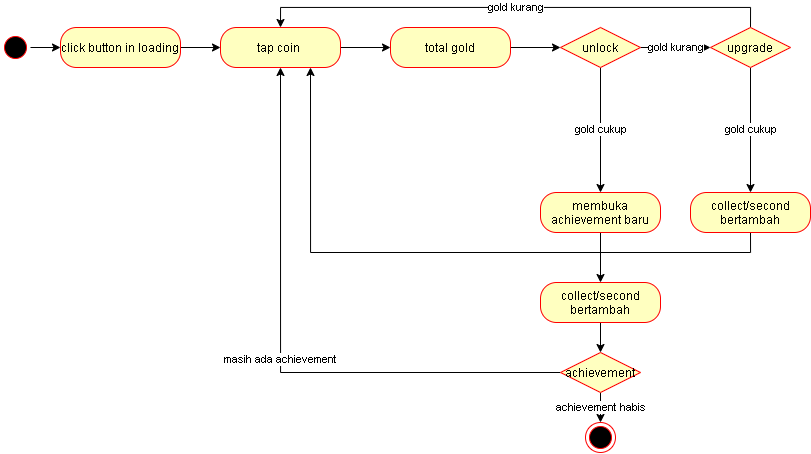 gold kurang
click button in loading
tap coin
total gold
unlock
gold kurang
upgrade
gold cukup
gold cukup
membuka
achievement baru
collect/second
bertambah
collect/second
bertambah
masih ada achievement
achievement
achievement habis